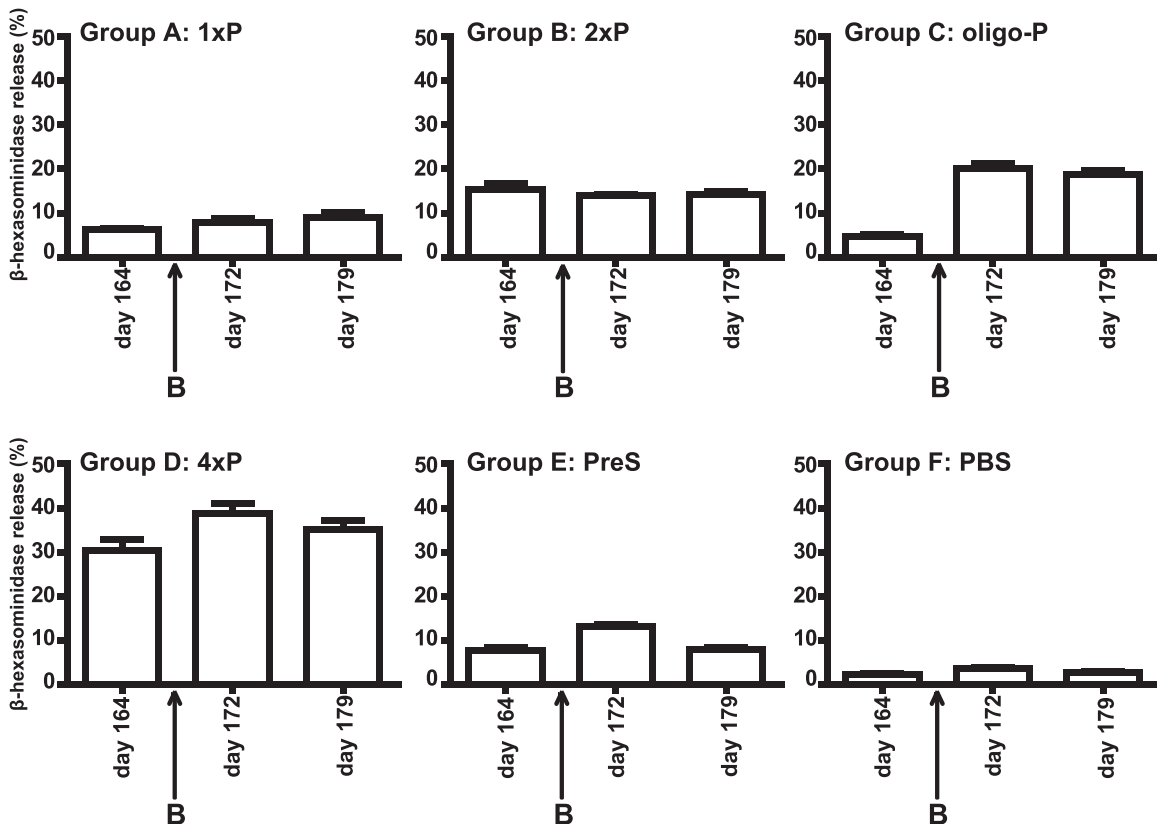 β-hexasominidase release (%)
Group A: 1xP
50
40
30
20
10
0
day 164
day 172
day 179
B
Group B: 2xP
50
40
30
20
10
0
day 164
day 172
day 179
B
Group C: oligo-P
50
40
30
20
10
0
day 164
day 172
day 179
B
β-hexasominidase release (%)
Group D: 4xP
50
40
30
20
10
0
day 164
day 172
day 179
B
Group E: PreS
50
40
30
20
10
0
day 164
day 172
day 179
B
Group F: PBS
50
40
30
20
10
0
day 164
day 172
day 179
B